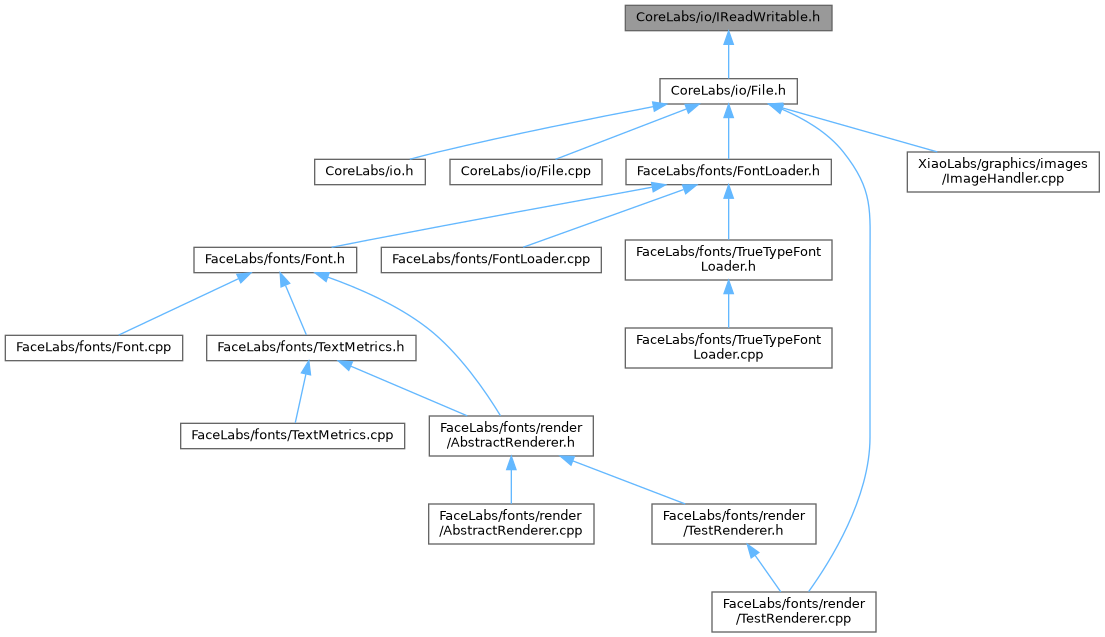 CoreLabs/io/IReadWritable.h
CoreLabs/io/File.h
CoreLabs/io.h
CoreLabs/io/File.cpp
FaceLabs/fonts/FontLoader.h
XiaoLabs/graphics/images
/ImageHandler.cpp
FaceLabs/fonts/Font.h
FaceLabs/fonts/FontLoader.cpp
FaceLabs/fonts/TrueTypeFont
Loader.h
FaceLabs/fonts/Font.cpp
FaceLabs/fonts/TextMetrics.h
FaceLabs/fonts/TrueTypeFont
Loader.cpp
FaceLabs/fonts/TextMetrics.cpp
FaceLabs/fonts/render
/AbstractRenderer.h
FaceLabs/fonts/render
/AbstractRenderer.cpp
FaceLabs/fonts/render
/TestRenderer.h
FaceLabs/fonts/render
/TestRenderer.cpp